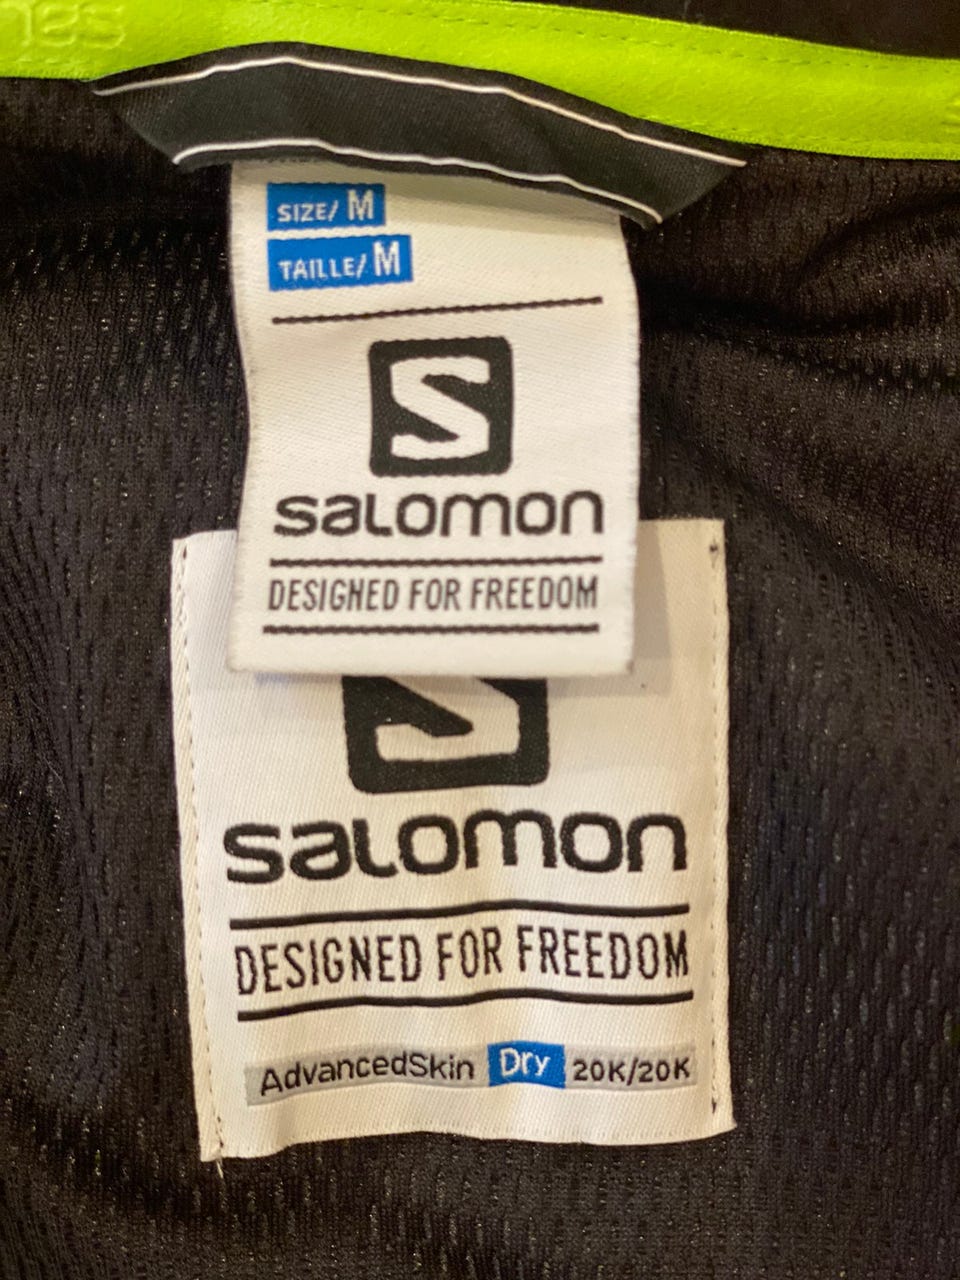 SIZE/ M
TAILLE/ M
S
salomon
DESIGNED FOR FREEDOM
S
salomon
DESIGNED FOR FREEDOM
AdvancedSkin Dry 20K/20K